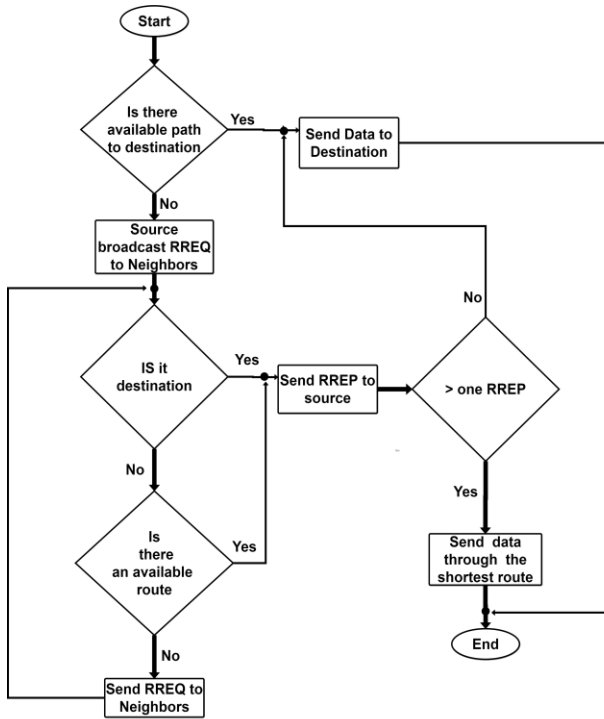 Start
Is there
available path
to destination
Yes
Send Data to
Destination
No
Source
broadcast RREQ
to Neighbors
No
IS it
destination
Yes
Send RREP to
source
> one RREP
No
Yes
Is
there
an available
route
Yes
Send data
through the
shortest route
No
End
Send RREQ to
Neighbors